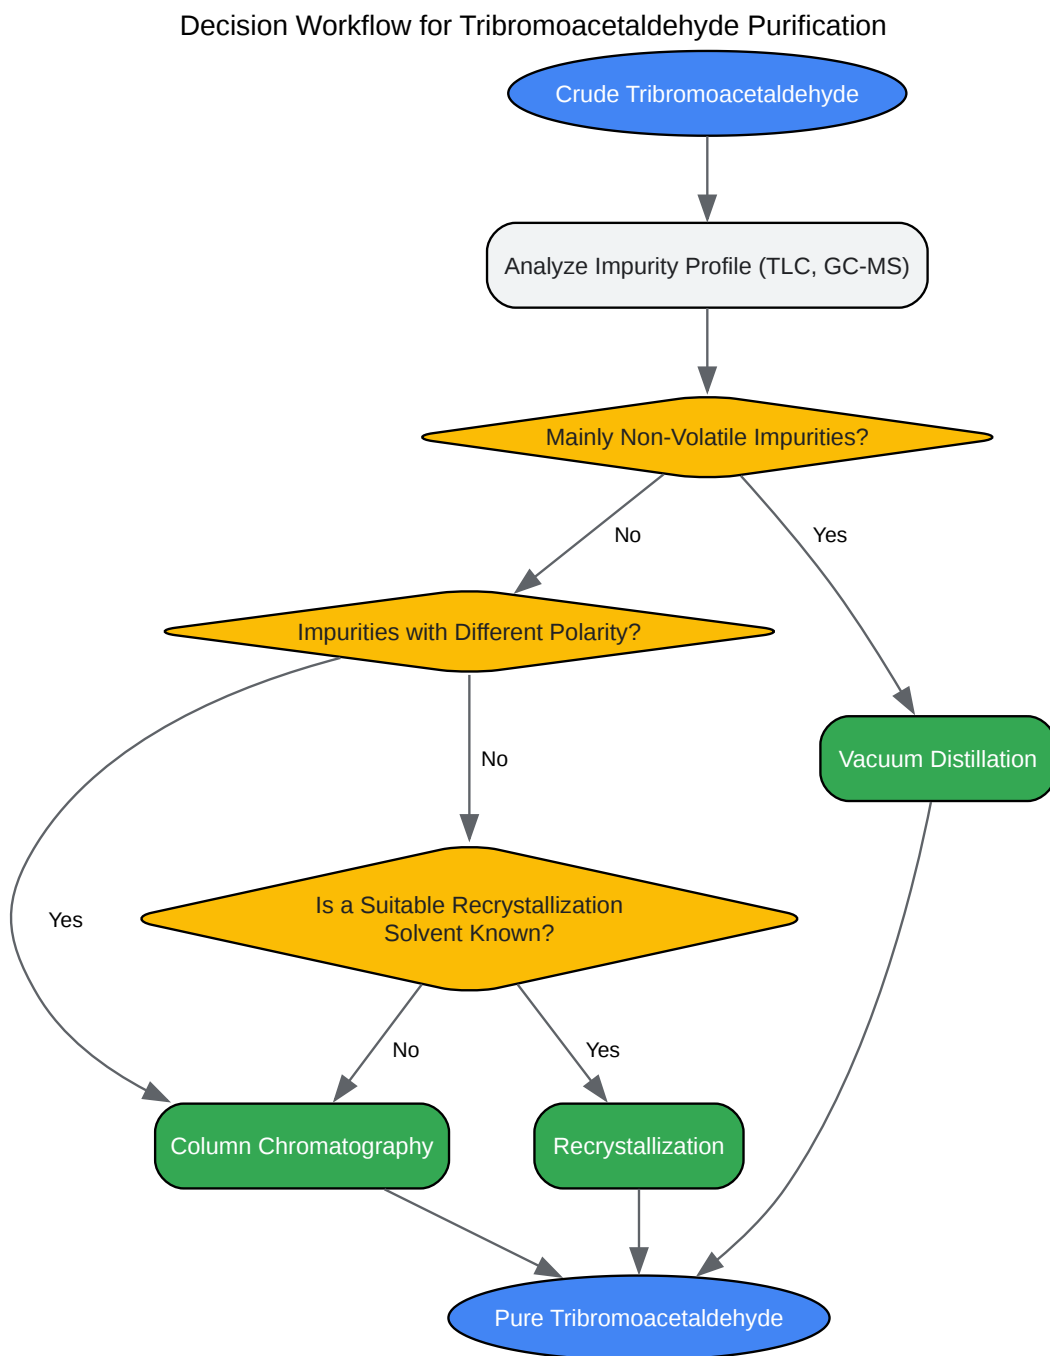 Decision Workflow for Tribromoacetaldehyde Purification
Crude Tribromoacetaldehyde
Analyze Impurity Profile (TLC, GC-MS)
Mainly Non-Volatile Impurities?
No
Yes
Impurities with Different Polarity?
Vacuum Distillation
No
Yes
Is a Suitable Recrystallization
Solvent Known?
No
Yes
Column Chromatography
Recrystallization
Pure Tribromoacetaldehyde